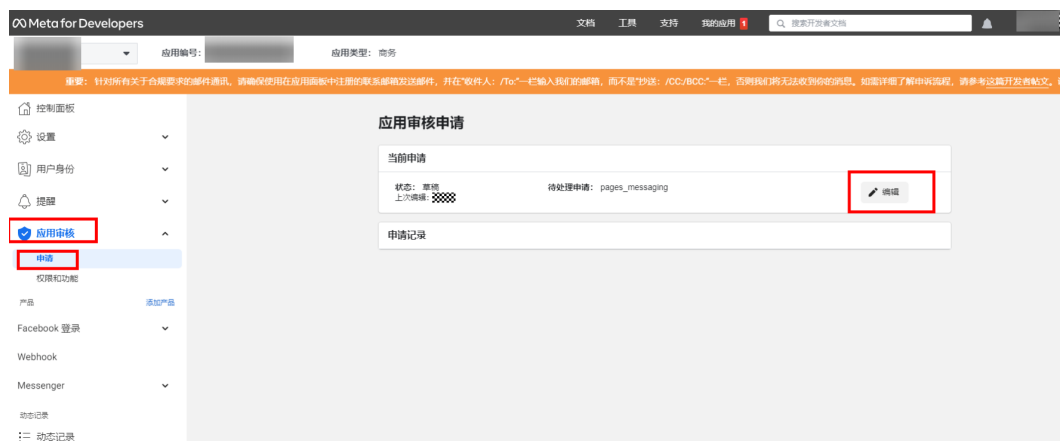 Meta for Developers
文档 工具 支持 我的应用 1 搜索开发者文档
应用编号: 应用类型: 商务
重要: 针对所有关于合规要求的邮件通讯, 请确保使用在应用面板中注册的联系邮箱发送邮件, 并在"收件人: /To:"一栏输入我们的邮箱, 而不是"抄送: /CC:/BCC:"一栏, 否则我们将无法收到你的消息。如需详细了解申诉流程, 请参考这篇开发者帖文。
控制面板
设置
用户身份
提醒
应用审核
申请
权限和功能
产品 添加产品
Facebook 登录
Webhook
Messenger
动态记录
动态记录
应用审核申请
当前申请
状态: 草稿 待处理申请: pages_messaging
上次编辑:
编辑
申请记录